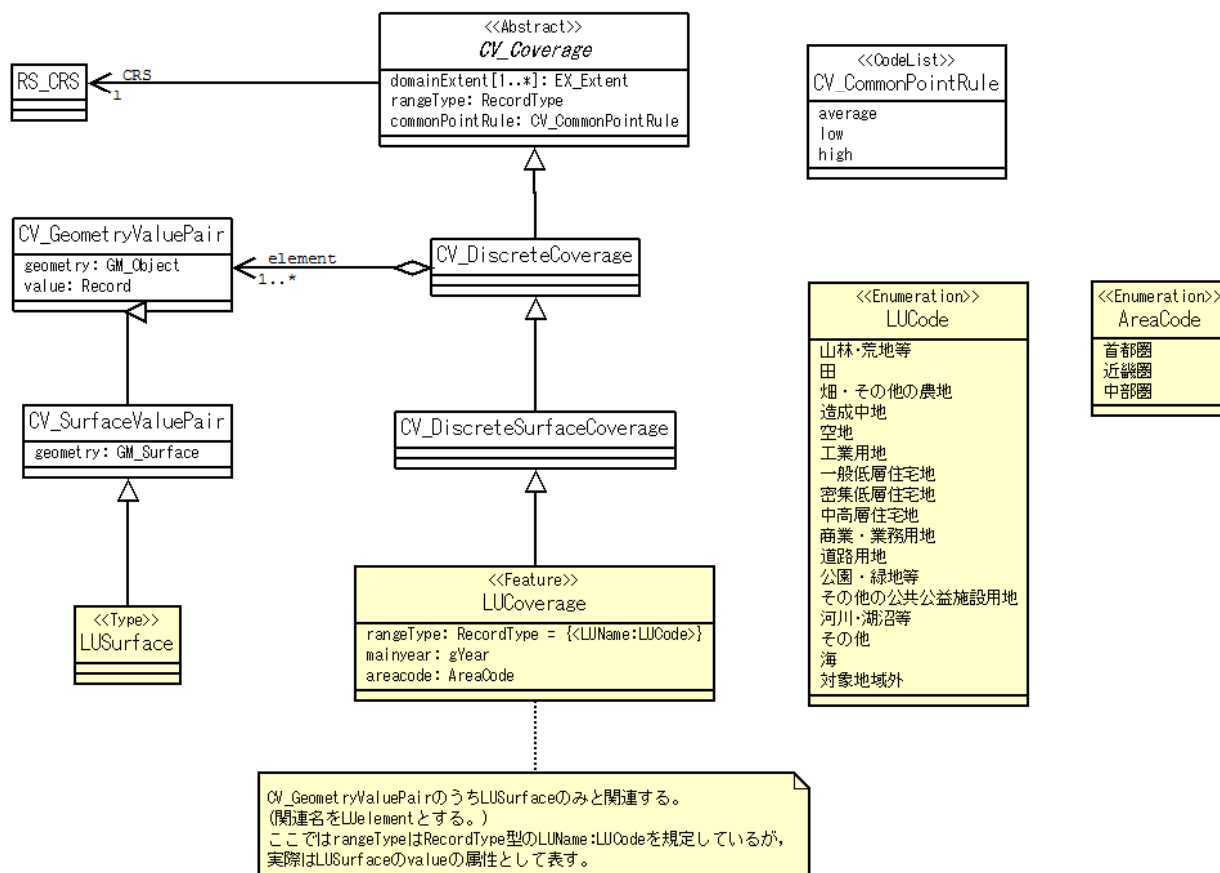 <<Abstract>>
CV_Coverage
domainExtent[1..*]: EX_Extent
rangeType: RecordType
commonPointRule: CV_CommonPointRule
RS_CRS
CRS
1
<<CodeList>>
CV_CommonPointRule
average
low
high
CV_GeometryValuePair
geometry: GM_Object
value: Record
element
1..*
CV_DiscreteCoverage
CV_SurfaceValuePair
geometry: GM_Surface
CV_DiscreteSurfaceCoverage
<<Enumeration>>
LUCode
山林・荒地等
田
畑・その他の農地
造成中地
空地
工業用地
一般低層住宅地
密集低層住宅地
中高層住宅地
商業・業務用地
道路用地
公園・緑地等
その他の公共公益施設用地
河川・湖沼等
その他
海
対象地域外
<<Enumeration>>
AreaCode
首都圏
近畿圏
中部圏
<<Type>>
LUSurface
<<Feature>>
LUCoverage
rangeType: RecordType = {<LUName:LUCode>}
mainyear: gYear
areacode: AreaCode
CV_GeometryValuePairのうちLUSurfaceのみと関連する。
(関連名をLUelementとする。)
ここではrangeTypeはRecordType型のLUName:LUCodeを規定しているが,
実際はLUSurfaceのvalueの属性として表す。